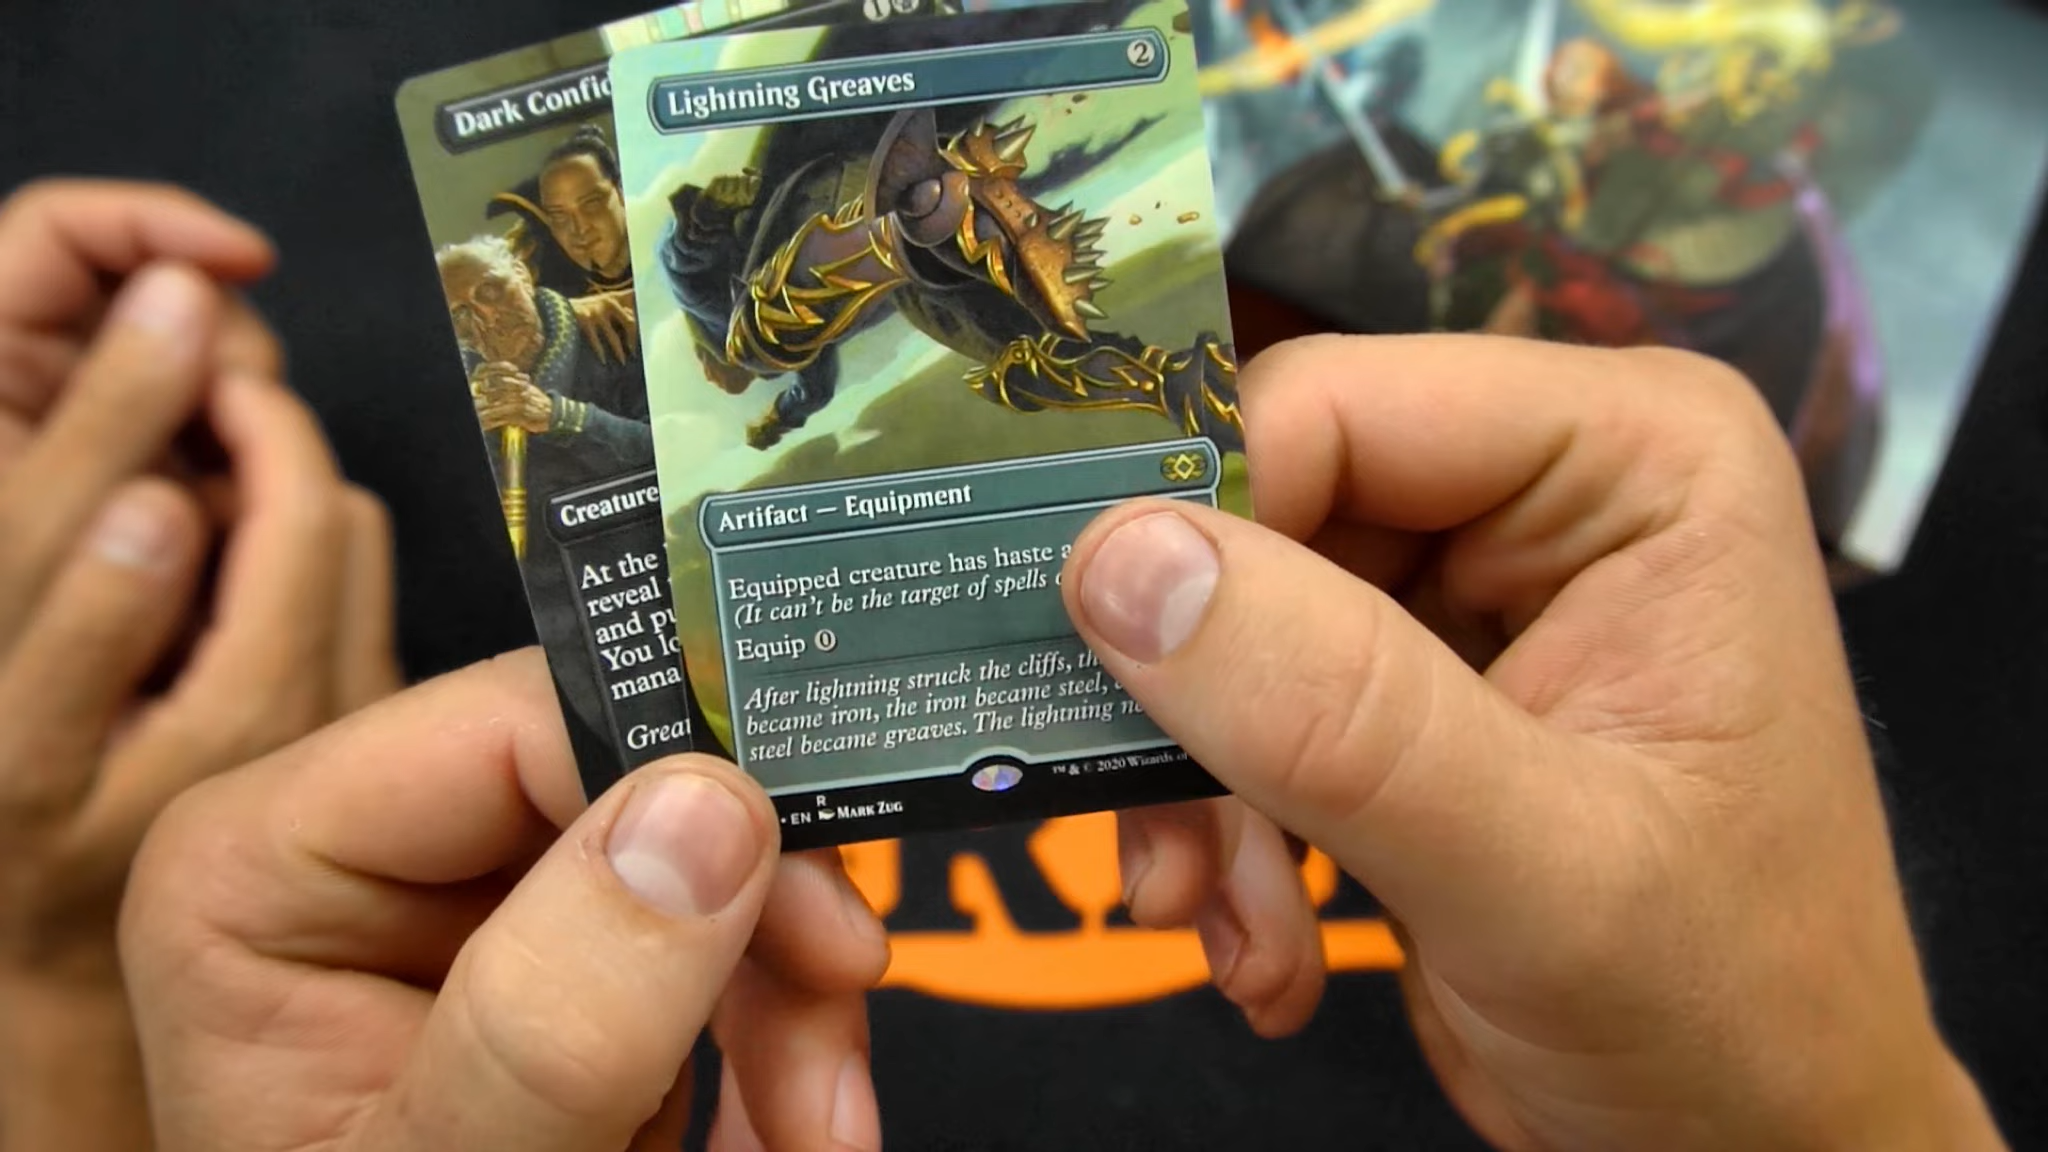 Dark Confid
Creature
At the
reveal
and pu
You lo
mana
Great
Lightning Greaves
2
Artifact — Equipment
Equipped creature has haste a
(It can't be the target of spells o
Equip 0
After lightning struck the cliffs, th
became iron, the iron became steel,
steel became greaves. The lightning ne
™ & © 2020 Wizards of
R
• EN Mark Zug